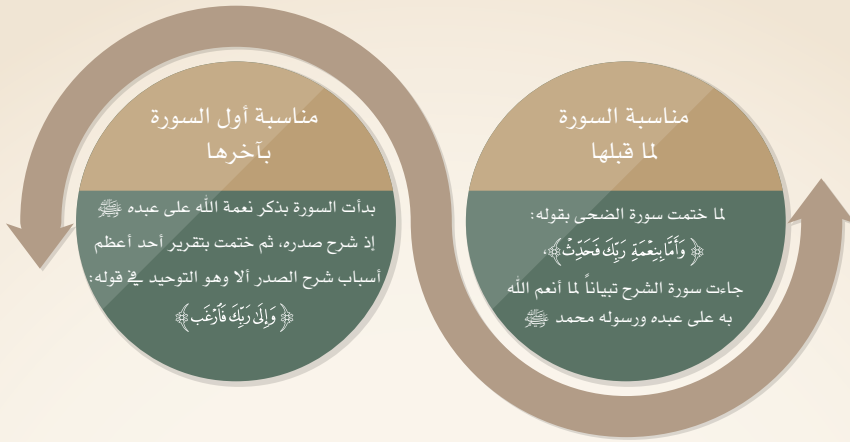 مناسبة السورة
لما قبلها
لما ختمت سورة الضحى بقوله:
﴿وَأَمَّا بِنِعْمَةِ رَبِّكَ فَحَدِّثْ﴾،
جاءت سورة الشرح تبياناً لما أنعم الله
به على عبده ورسوله محمد ﷺ
مناسبة أول السورة
بآخرها
بدأت السورة بذكر نعمة الله على عبده ﷺ
إذ شرح صدره، ثم ختمت بتقرير أحد أعظم
أسباب شرح الصدر ألا وهو التوحيد في قوله:
﴿وَإِلَىٰ رَبِّكَ فَٱرْغَب﴾